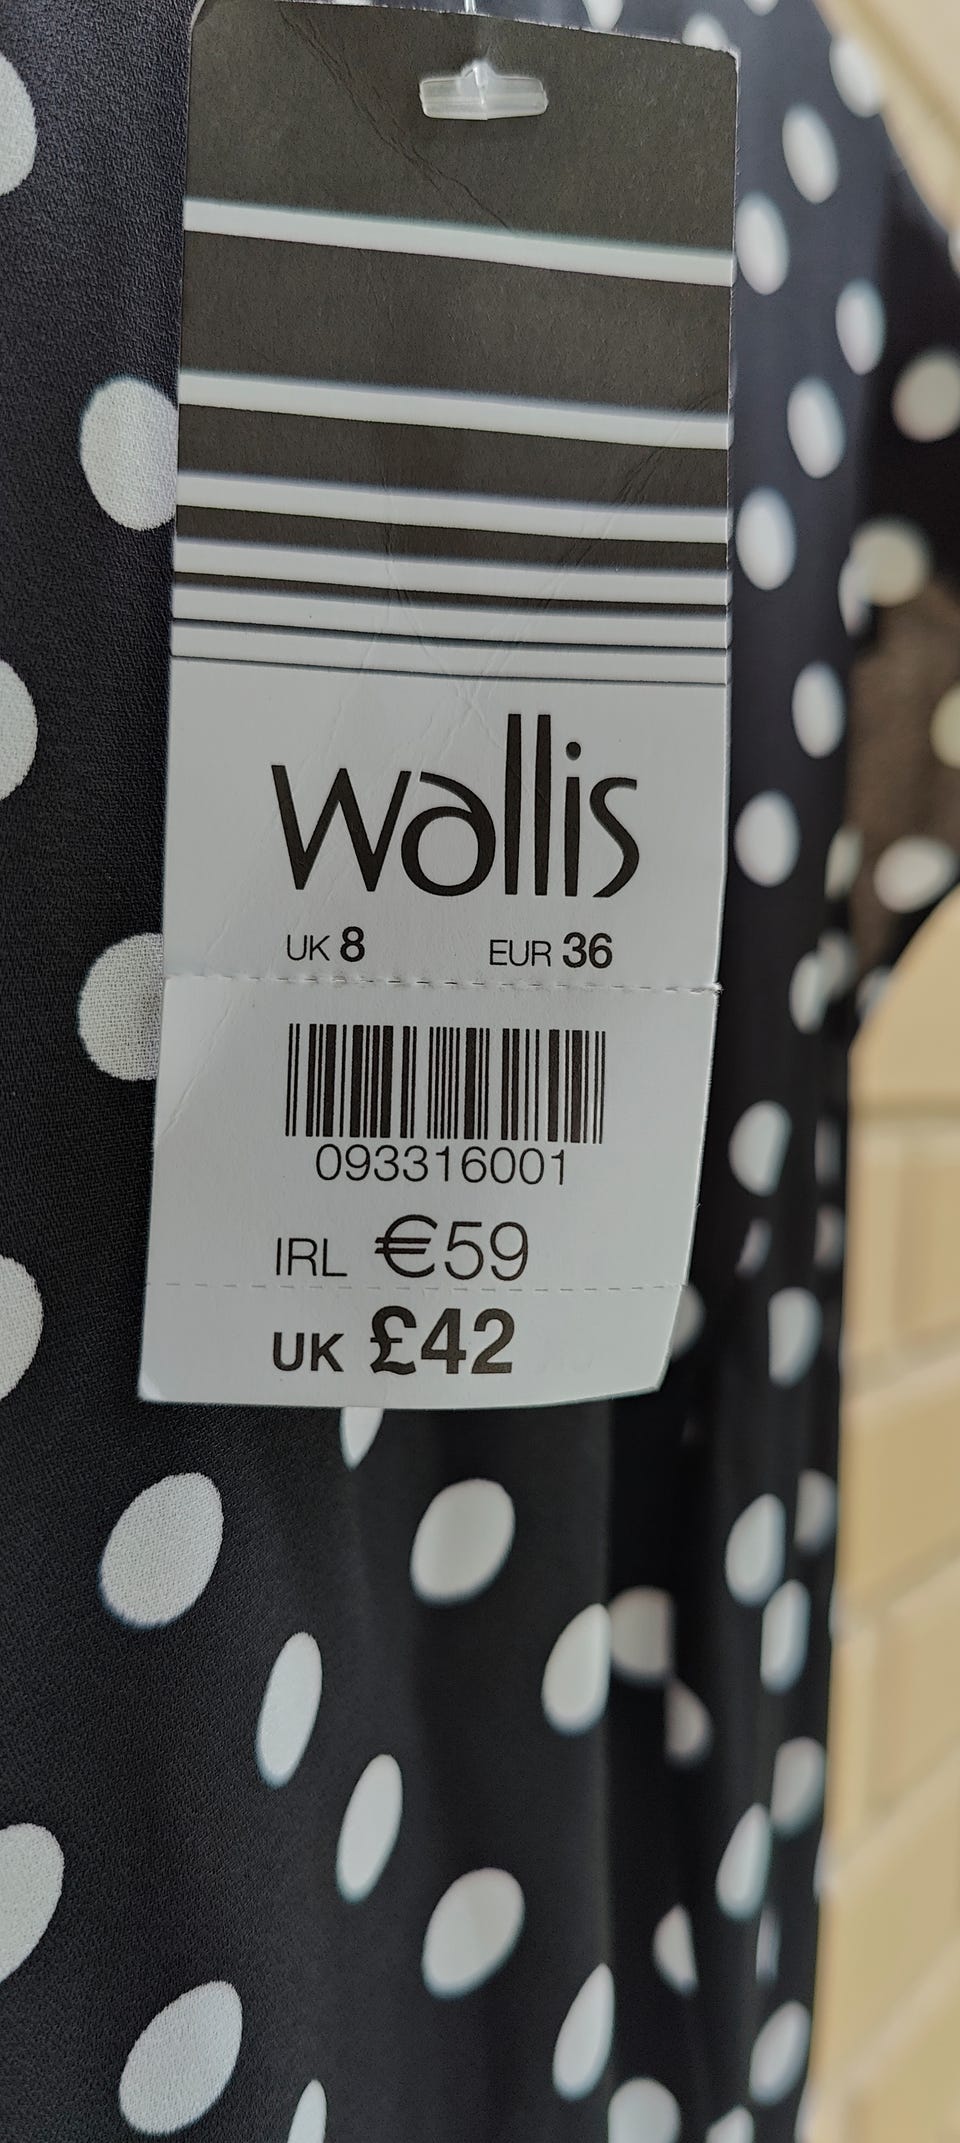 wallis
UK 8 EUR 36
093316001
IRL €59
UK £42